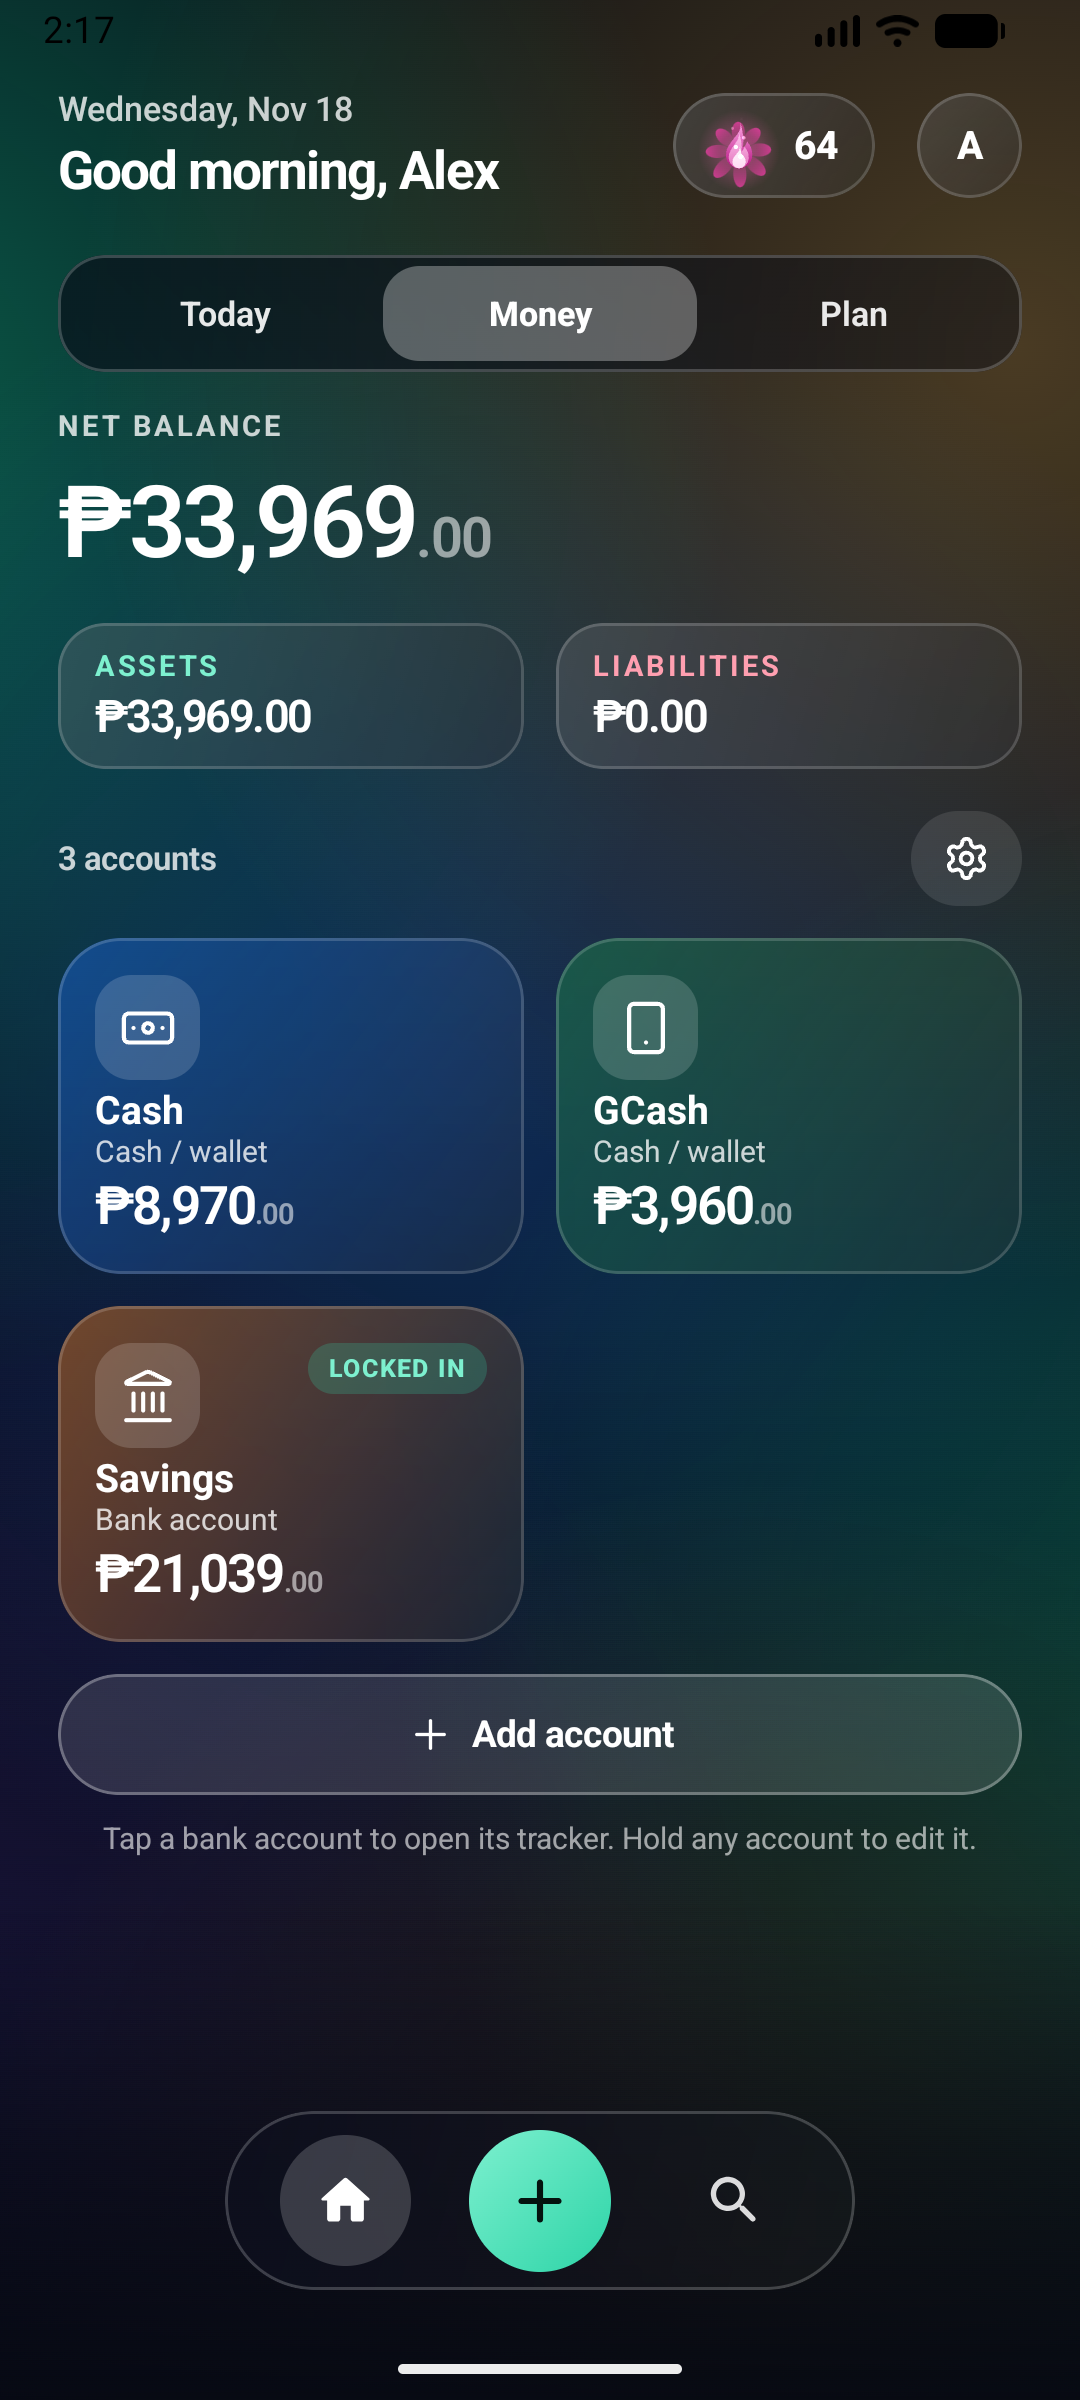 2:17
Wednesday, Nov 18
Good morning, Alex
64
A
Today
Money
Plan
NET BALANCE
₱33,969.00
ASSETS
₱33,969.00
LIABILITIES
₱0.00
3 accounts
Cash
Cash / wallet
₱8,970.00
GCash
Cash / wallet
₱3,960.00
LOCKED IN
Savings
Bank account
₱21,039.00
Add account
Tap a bank account to open its tracker. Hold any account to edit it.